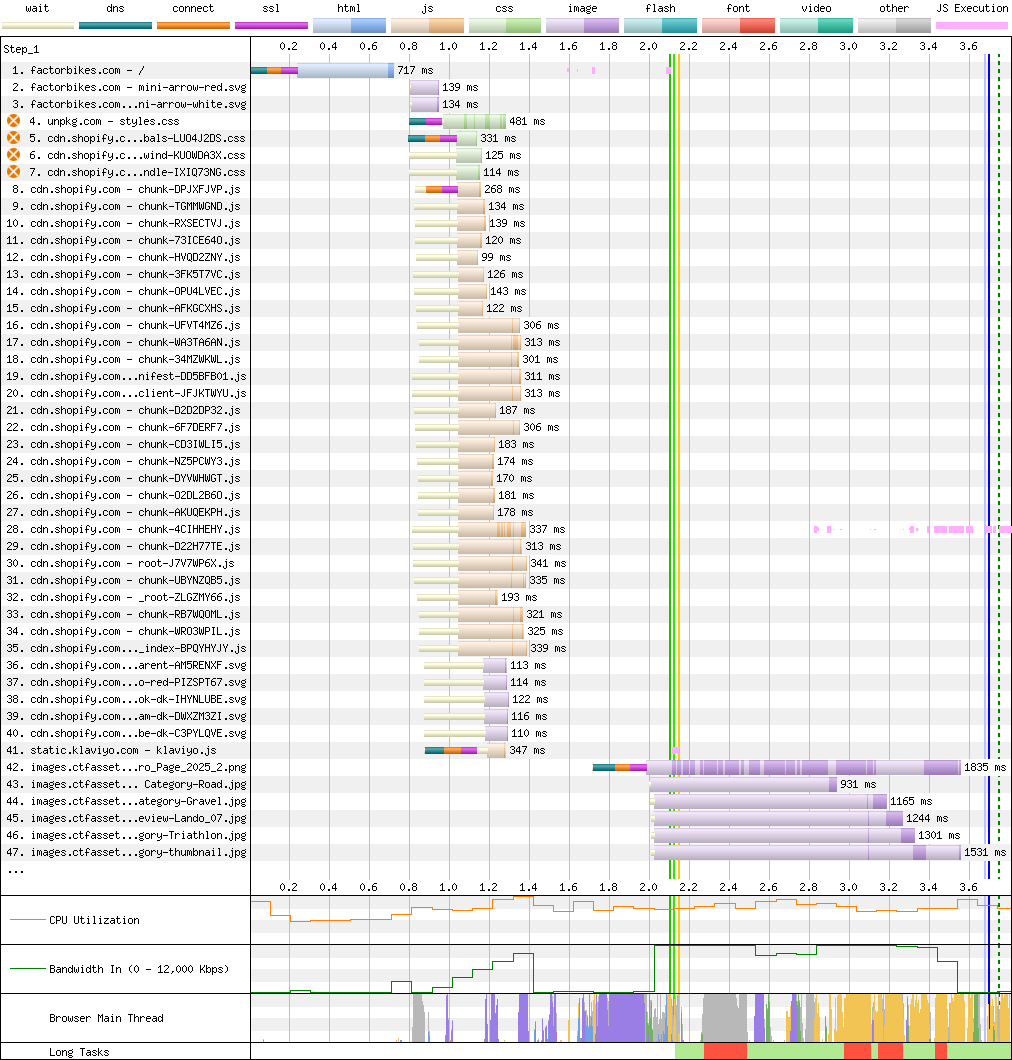 wait dns connect ssl html js css image flash font video other JS Execution
Step_1 0.2 0.4 0.6 0.8 1.0 1.2 1.4 1.6 1.8 2.0 2.2 2.4 2.6 2.8 3.0 3.2 3.4 3.6
1. factorbikes.com - / 717 ms
2. factorbikes.com - mini-arrow-red.svg 139 ms
3. factorbikes.com...ni-arrow-white.svg 134 ms
4. unpkg.com - styles.css 481 ms
5. cdn.shopify.c...bals-LUO4J2DS.css 331 ms
6. cdn.shopify.c...wind-KUOWDA3X.css 125 ms
7. cdn.shopify.c...ndle-IXIQ73NG.css 114 ms
8. cdn.shopify.com - chunk-DPJXFJVP.js 268 ms
9. cdn.shopify.com - chunk-TGMMWGND.js 134 ms
10. cdn.shopify.com - chunk-RXSECTVJ.js 139 ms
11. cdn.shopify.com - chunk-73ICE64O.js 120 ms
12. cdn.shopify.com - chunk-HVQD2ZNY.js 99 ms
13. cdn.shopify.com - chunk-3FK5T7VC.js 126 ms
14. cdn.shopify.com - chunk-OPU4LVEC.js 143 ms
15. cdn.shopify.com - chunk-AFKGCXHS.js 122 ms
16. cdn.shopify.com - chunk-UFVT4MZ6.js 306 ms
17. cdn.shopify.com - chunk-WA3TA6AN.js 313 ms
18. cdn.shopify.com - chunk-34MZWKWL.js 301 ms
19. cdn.shopify.com...nifest-DD5BFB01.js 311 ms
20. cdn.shopify.com...client-JFJKTWYU.js 313 ms
21. cdn.shopify.com - chunk-D2D2DP32.js 187 ms
22. cdn.shopify.com - chunk-6F7DERF7.js 306 ms
23. cdn.shopify.com - chunk-CD3IWLI5.js 183 ms
24. cdn.shopify.com - chunk-NZ5PCWY3.js 174 ms
25. cdn.shopify.com - chunk-DYVWHWGT.js 170 ms
26. cdn.shopify.com - chunk-O2DL2B6O.js 181 ms
27. cdn.shopify.com - chunk-AKUQEKPH.js 178 ms
28. cdn.shopify.com - chunk-4CIHHEHY.js 337 ms
29. cdn.shopify.com - chunk-D22H77TE.js 313 ms
30. cdn.shopify.com - root-J7V7WP6X.js 341 ms
31. cdn.shopify.com - chunk-UBYNZQB5.js 335 ms
32. cdn.shopify.com - _root-ZLGZMY66.js 193 ms
33. cdn.shopify.com - chunk-RB7WQOML.js 321 ms
34. cdn.shopify.com - chunk-WRO3WPIL.js 325 ms
35. cdn.shopify.com..._index-BPQYHYJY.js 339 ms
36. cdn.shopify.com...arent-AM5RENXF.svg 113 ms
37. cdn.shopify.com...o-red-PIZSPT67.svg 114 ms
38. cdn.shopify.com...ok-dk-IHYNLUBE.svg 122 ms
39. cdn.shopify.com...am-dk-DWXZM3ZI.svg 116 ms
40. cdn.shopify.com...be-dk-C3PYLQVE.svg 110 ms
41. static.klaviyo.com - klaviyo.js 347 ms
42. images.ctfasset...ro_Page_2025_2.png 1835 ms
43. images.ctfasset... Category-Road.jpg 931 ms
44. images.ctfasset...ategory-Gravel.jpg 1165 ms
45. images.ctfasset...eview-Lando_07.jpg 1244 ms
46. images.ctfasset...gory-Triathlon.jpg 1301 ms
47. images.ctfasset...gory-thumbnail.jpg 1531 ms
...
0.2 0.4 0.6 0.8 1.0 1.2 1.4 1.6 1.8 2.0 2.2 2.4 2.6 2.8 3.0 3.2 3.4 3.6
CPU Utilization
Bandwidth In (0 - 12,000 Kbps)
Browser Main Thread
Long Tasks